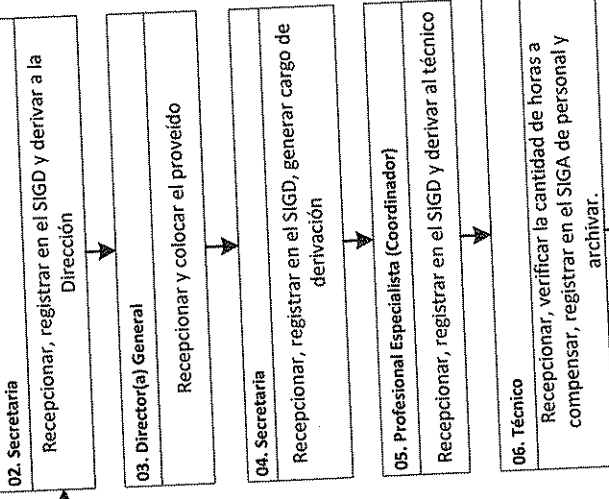 02. Secretaria
Recepcionar, registrar en el SIGD y derivar a la
Dirección
03. Director(a) General
Recepcionar y colocar el proveído
04. Secretaria
Recepcionar, registrar en el SIGD, generar cargo de
derivación
05. Profesional Especialista (Coordinador)
Recepcionar, registrar en el SIGD y derivar al técnico
06. Técnico
Recepcionar, verificar la cantidad de horas a
compensar, registrar en el SIGA de personal y
archivar.